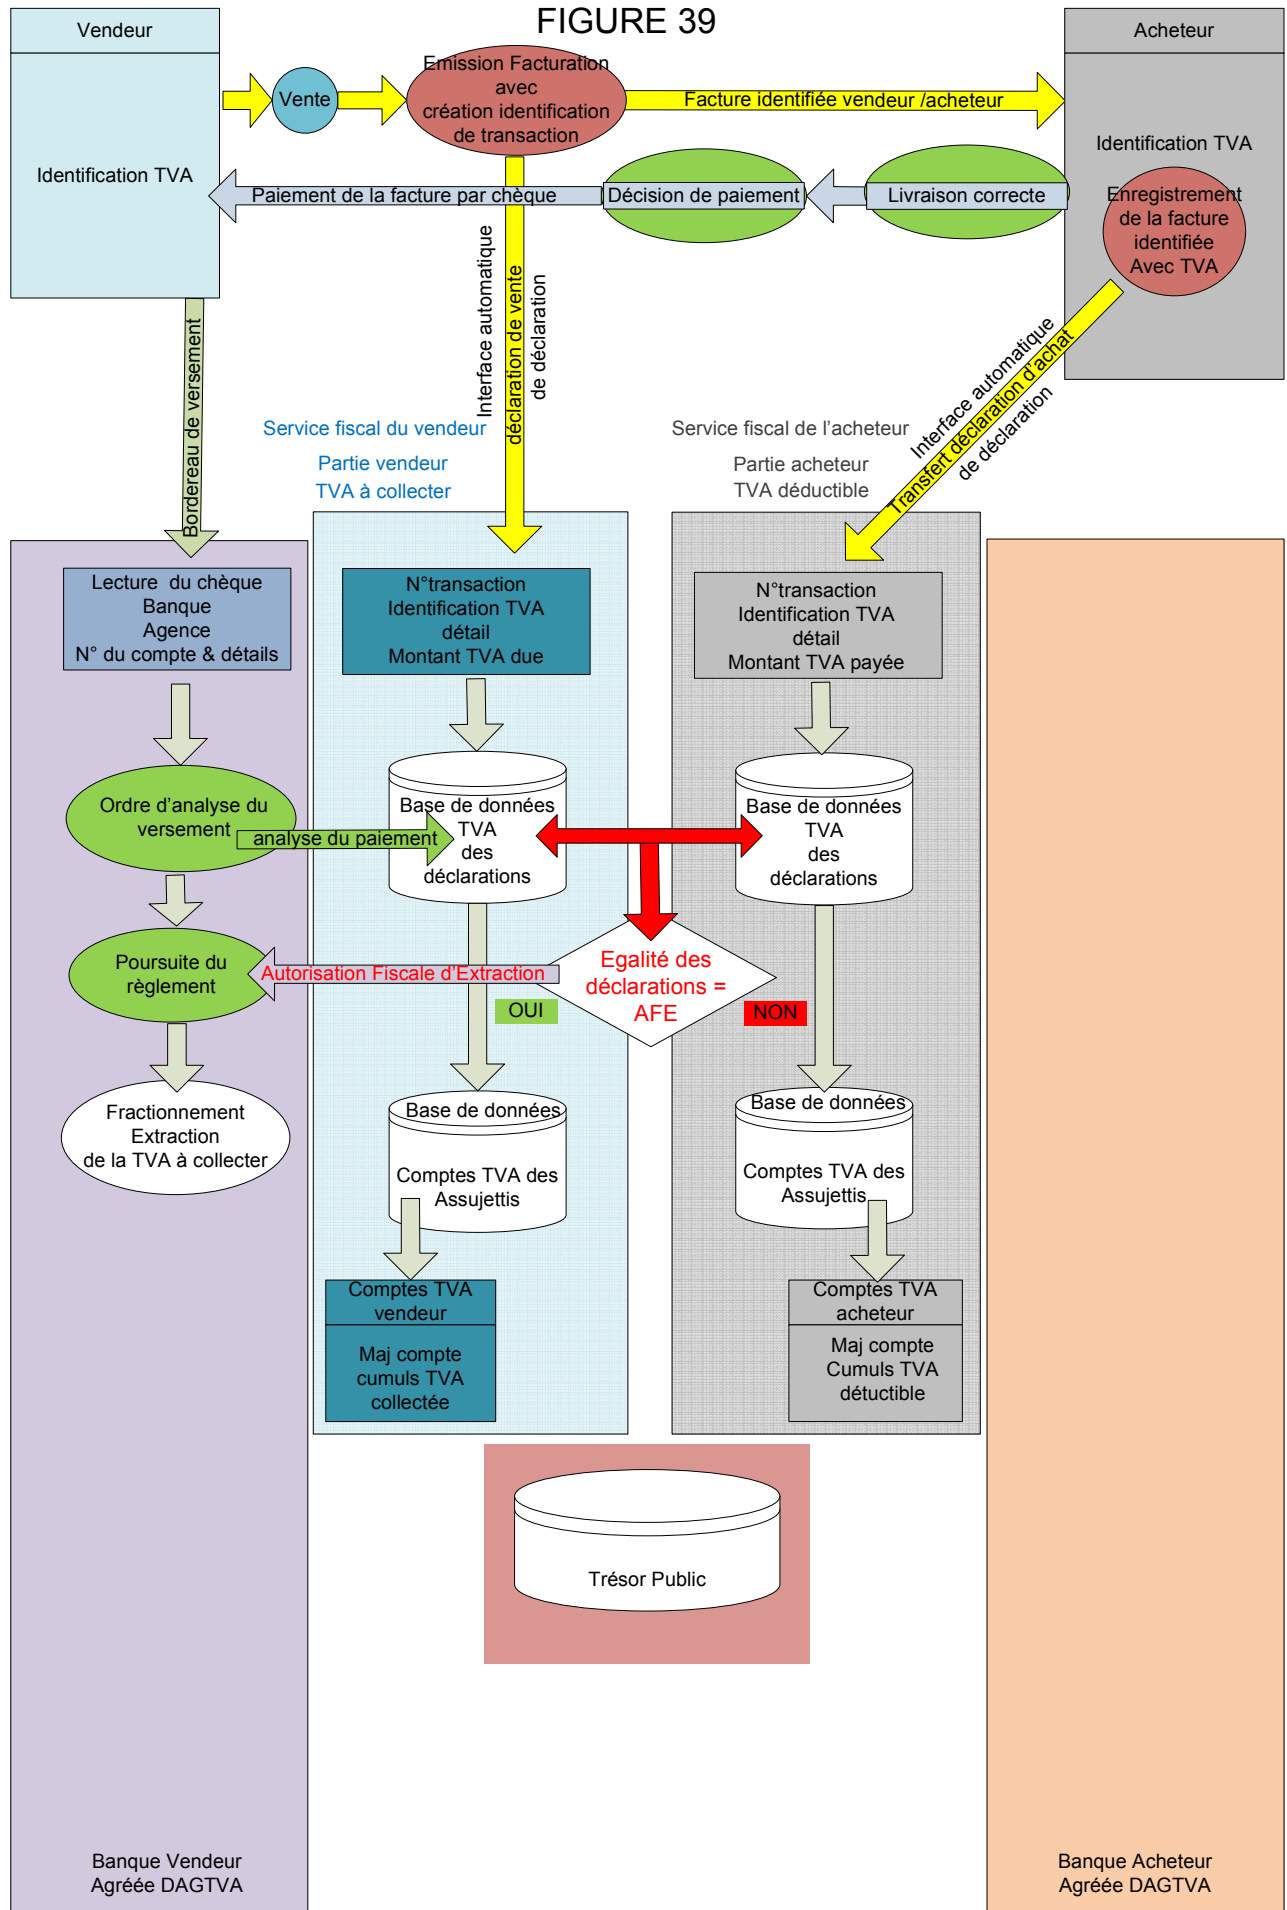 FIGURE 39
Vendeur
Identification TVA
Vente
Emission Facturation
avec
création identification
de transaction
Facture identifiée vendeur /acheteur
Acheteur
Identification TVA
Enregistrement
de la facture
identifiée
Avec TVA
Livraison correcte
Décision de paiement
Paiement de la facture par chèque
Bordereau de versement
Interface automatique
déclaration de vente
de déclaration
Interface automatique
Transfert déclaration d'achat
de déclaration
Service fiscal du vendeur
Partie vendeur
TVA à collecter
Service fiscal de l'acheteur
Partie acheteur
TVA déductible
Lecture du chèque
Banque
Agence
N° du compte & détails
N°transaction
Identification TVA
détail
Montant TVA due
N°transaction
Identification TVA
détail
Montant TVA payée
Ordre d'analyse du
versement
analyse du paiement
Base de données
TVA
des
déclarations
Base de données
TVA
des
déclarations
Poursuite du
règlement
Autorisation Fiscale d'Extraction
Egalité des
déclarations =
AFE
OUI
NON
Fractionnement
Extraction
de la TVA à collecter
Base de données
Comptes TVA des
Assujettis
Base de données
Comptes TVA des
Assujettis
Comptes TVA
vendeur
Maj compte
cumuls TVA
collectée
Comptes TVA
acheteur
Maj compte
Cumuls TVA
détuctible
Trésor Public
Banque Vendeur
Agréée DAGTVA
Banque Acheteur
Agréée DAGTVA